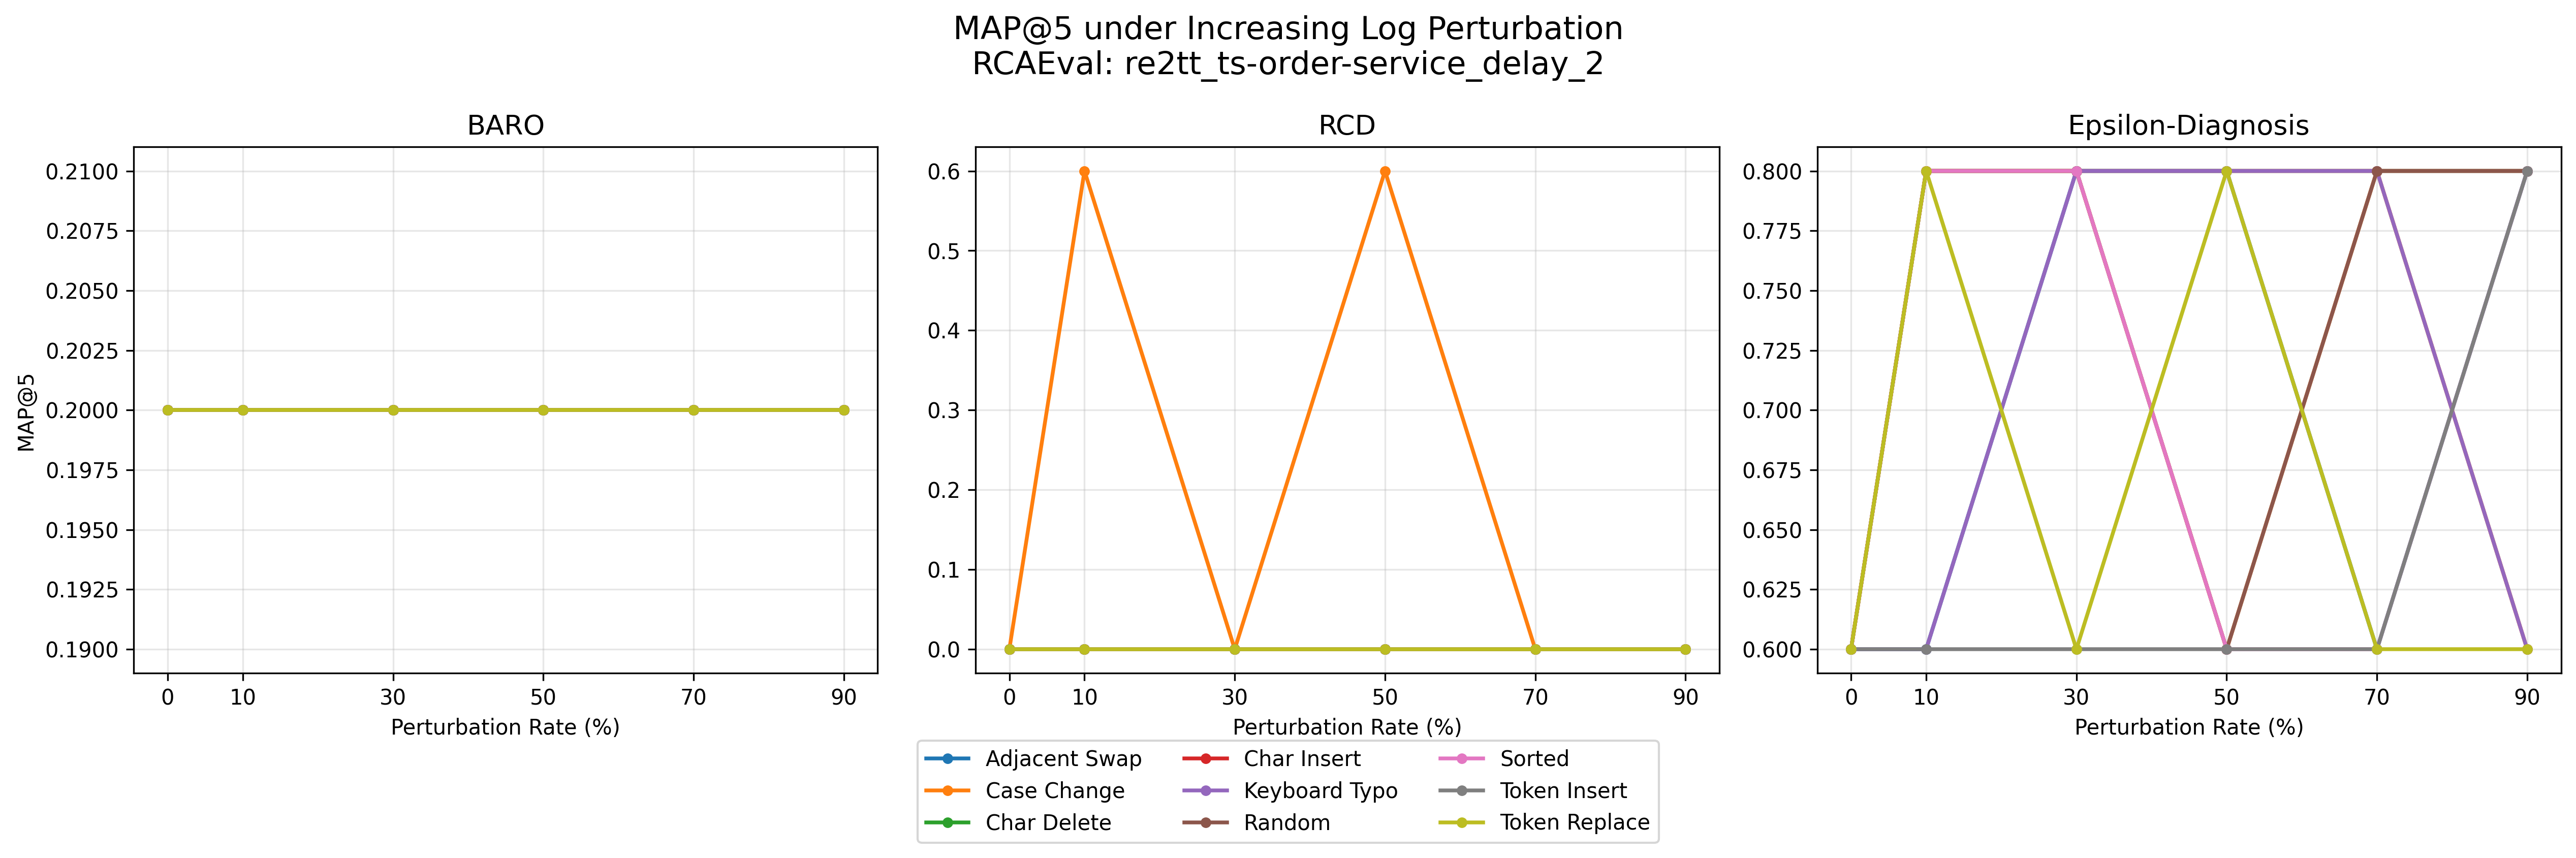 MAP@5 under Increasing Log Perturbation
RCAEval: re2tt_ts-order-service_delay_2
BARO
MAP@5
0.2100
0.2075
0.2050
0.2025
0.2000
0.1975
0.1950
0.1925
0.1900
0 10 30 50 70 90
Perturbation Rate (%)
RCD
0.6
0.5
0.4
0.3
0.2
0.1
0.0
0 10 30 50 70 90
Perturbation Rate (%)
Epsilon-Diagnosis
0.800
0.775
0.750
0.725
0.700
0.675
0.650
0.625
0.600
0 10 30 50 70 90
Perturbation Rate (%)
Adjacent Swap
Case Change
Char Delete
Char Insert
Keyboard Typo
Random
Sorted
Token Insert
Token Replace